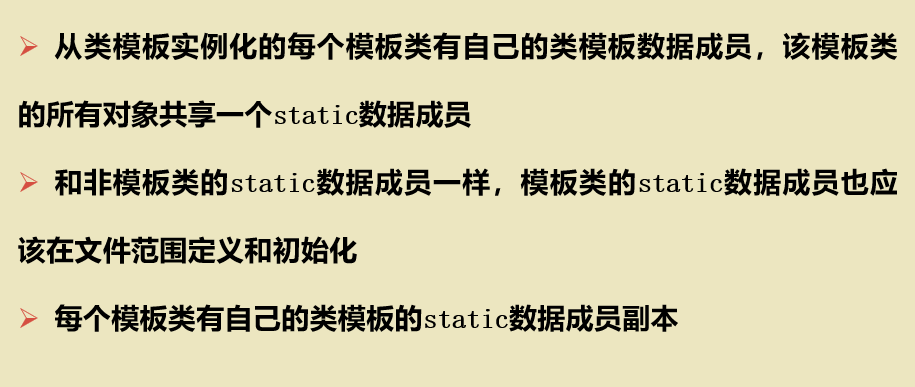 ➢ 从类模板实例化的每个模板类有自己的类模板数据成员，该模板类
的所有对象共享一个static数据成员
➢ 和非模板类的static数据成员一样，模板类的static数据成员也应
该在文件范围定义和初始化
➢ 每个模板类有自己的类模板的static数据成员副本